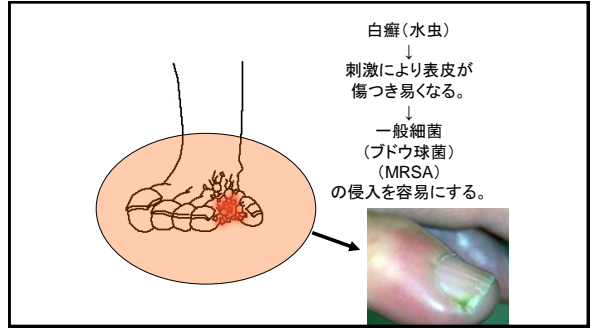 白癬(水虫)
↓
刺激により表皮が
傷つき易くなる。
↓
一般細菌
(ブドウ球菌)
(MRSA)
の侵入を容易にする。